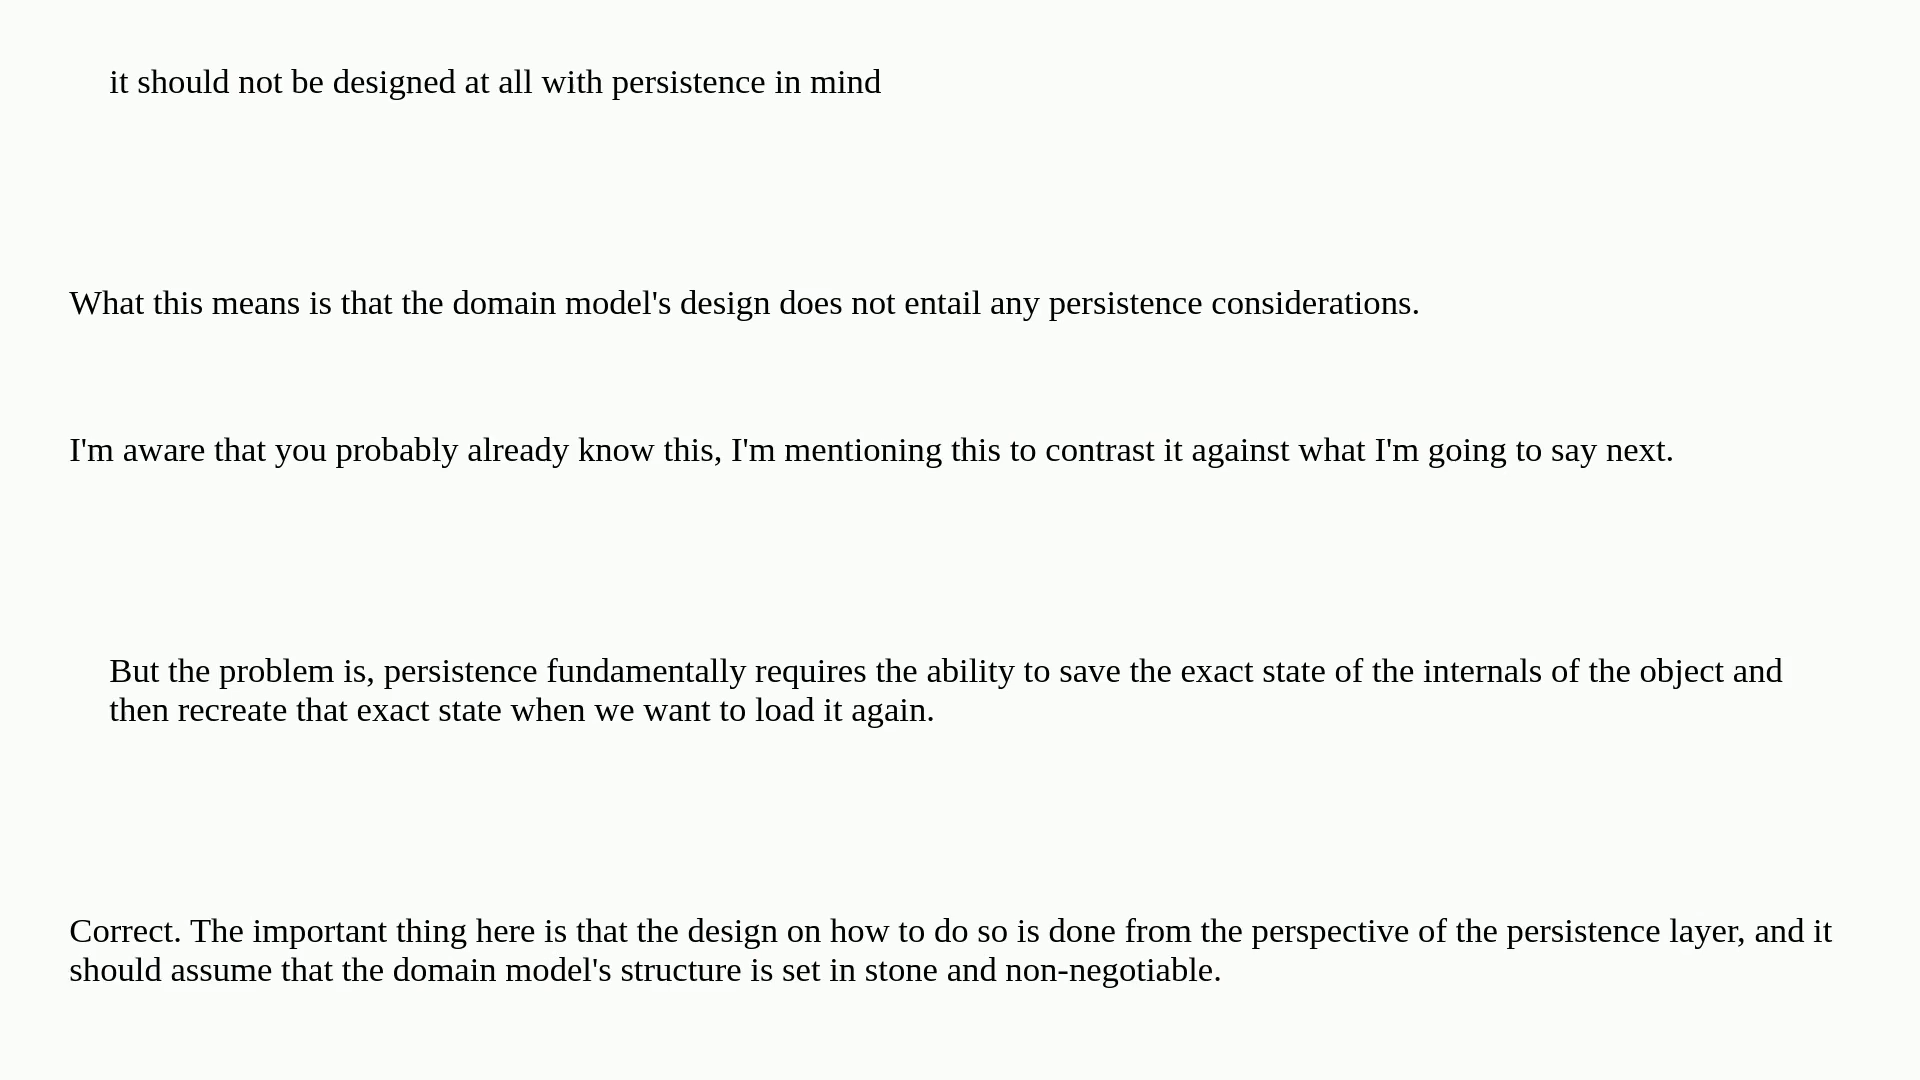 it should not be designed at all with persistence in mind
What this means is that the domain model's design does not entail any persistence considerations.
I'm aware that you probably already know this, I'm mentioning this to contrast it against what I'm going to say next.
But the problem is, persistence fundamentally requires the ability to save the exact state of the internals of the object and
then recreate that exact state when we want to load it again.
Correct. The important thing here is that the design on how to do so is done from the perspective of the persistence layer, and it
should assume that the domain model's structure is set in stone and non-negotiable.